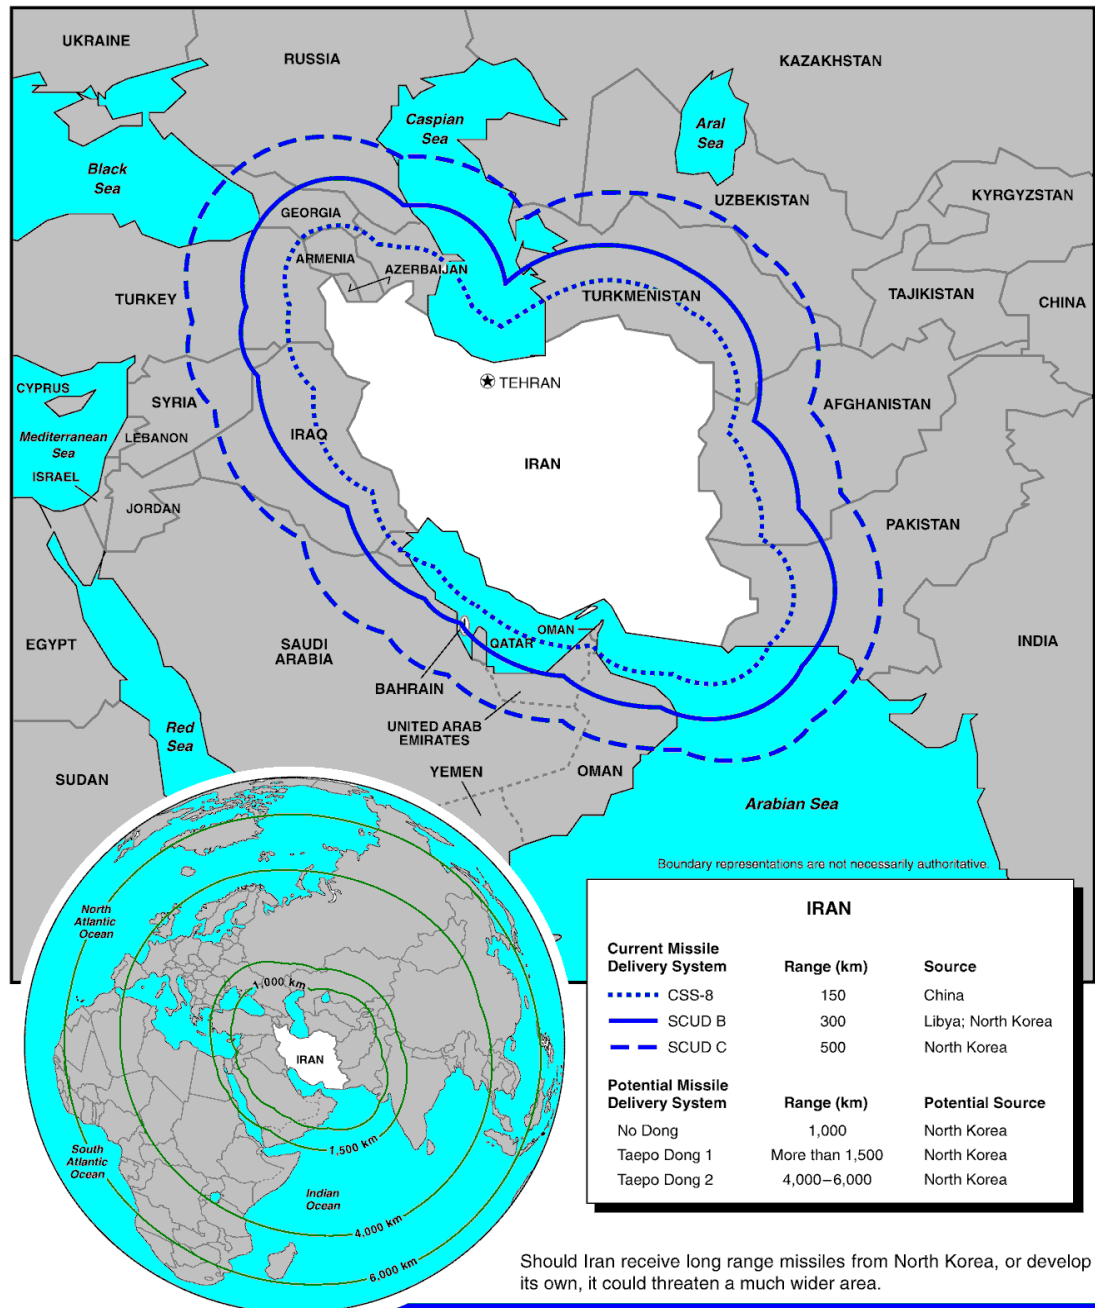 UKRAINE
RUSSIA
KAZAKHSTAN
Caspian
Sea
Aral
Sea
Black
Sea
KYRGYZSTAN
UZBEKISTAN
GEORGIA
ARMENIA
AZERBAIJAN
TURKEY
TURKMENISTAN
TAJIKISTAN
CHINA
TEHRAN
CYPRUS
SYRIA
AFGHANISTAN
Mediterranean
Sea
LEBANON
IRAQ
IRAN
ISRAEL
JORDAN
PAKISTAN
EGYPT
SAUDI
ARABIA
QATAR
OMAN
INDIA
BAHRAIN
UNITED ARAB
EMIRATES
Red
Sea
SUDAN
YEMEN
OMAN
Arabian Sea
Boundary representations are not necessarily authoritative.
North
Atlantic
Ocean
1,000 km
IRAN
1,500 km
South
Atlantic
Ocean
Indian
Ocean
4,000 km
6,000 km
IRAN
Current Missile
Delivery System Range (km) Source
CSS-8 150 China
SCUD B 300 Libya; North Korea
SCUD C 500 North Korea
Potential Missile
Delivery System Range (km) Potential Source
No Dong 1,000 North Korea
Taepo Dong 1 More than 1,500 North Korea
Taepo Dong 2 4,000–6,000 North Korea
Should Iran receive long range missiles from North Korea, or develop
its own, it could threaten a much wider area.